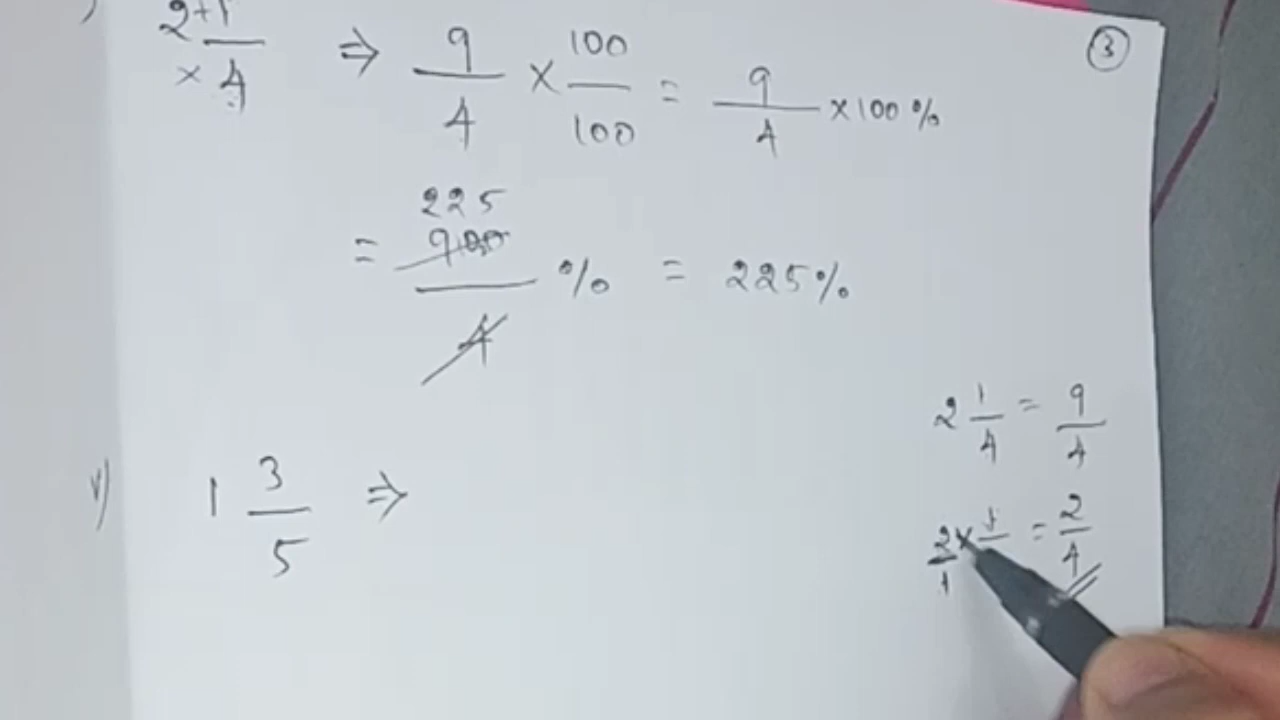 ③
2+1/×4 ⇒ 9/4 × 100/100 = 9/4 ×100%
= 225 900/4 % = 225%
2 1/4 = 9/4
v) 1 3/5 ⇒
2/1 × 1/ = 2/4